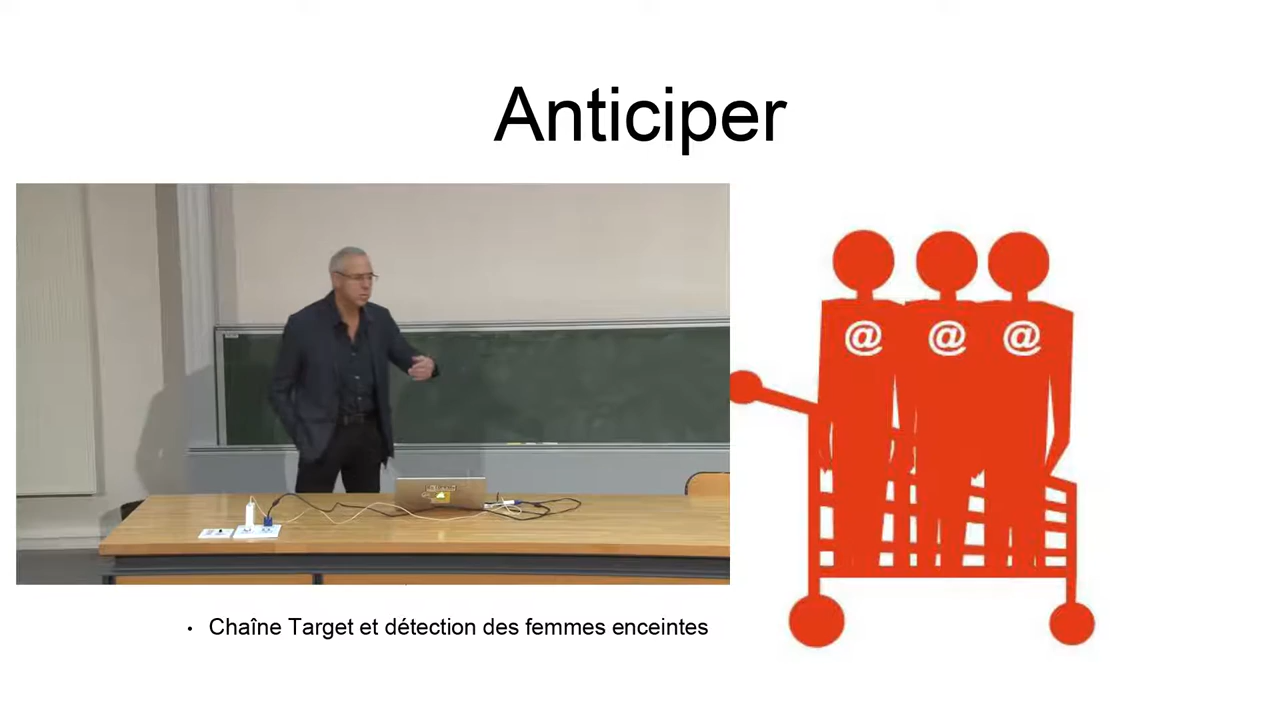 Anticiper
@ @ @
• Chaîne Target et détection des femmes enceintes